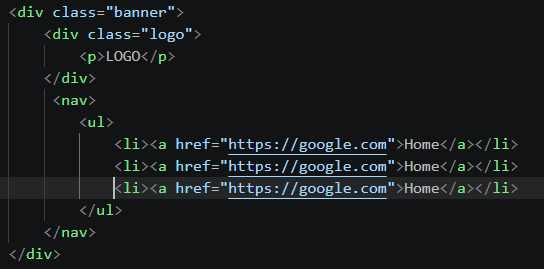 <div class="banner">
<div class="logo">
<p>LOGO</p>
</div>
<nav>
<ul>
<li><a href="https://google.com">Home</a></li>
<li><a href="https://google.com">Home</a></li>
<li><a href="https://google.com">Home</a></li>
</ul>
</nav>
</div>